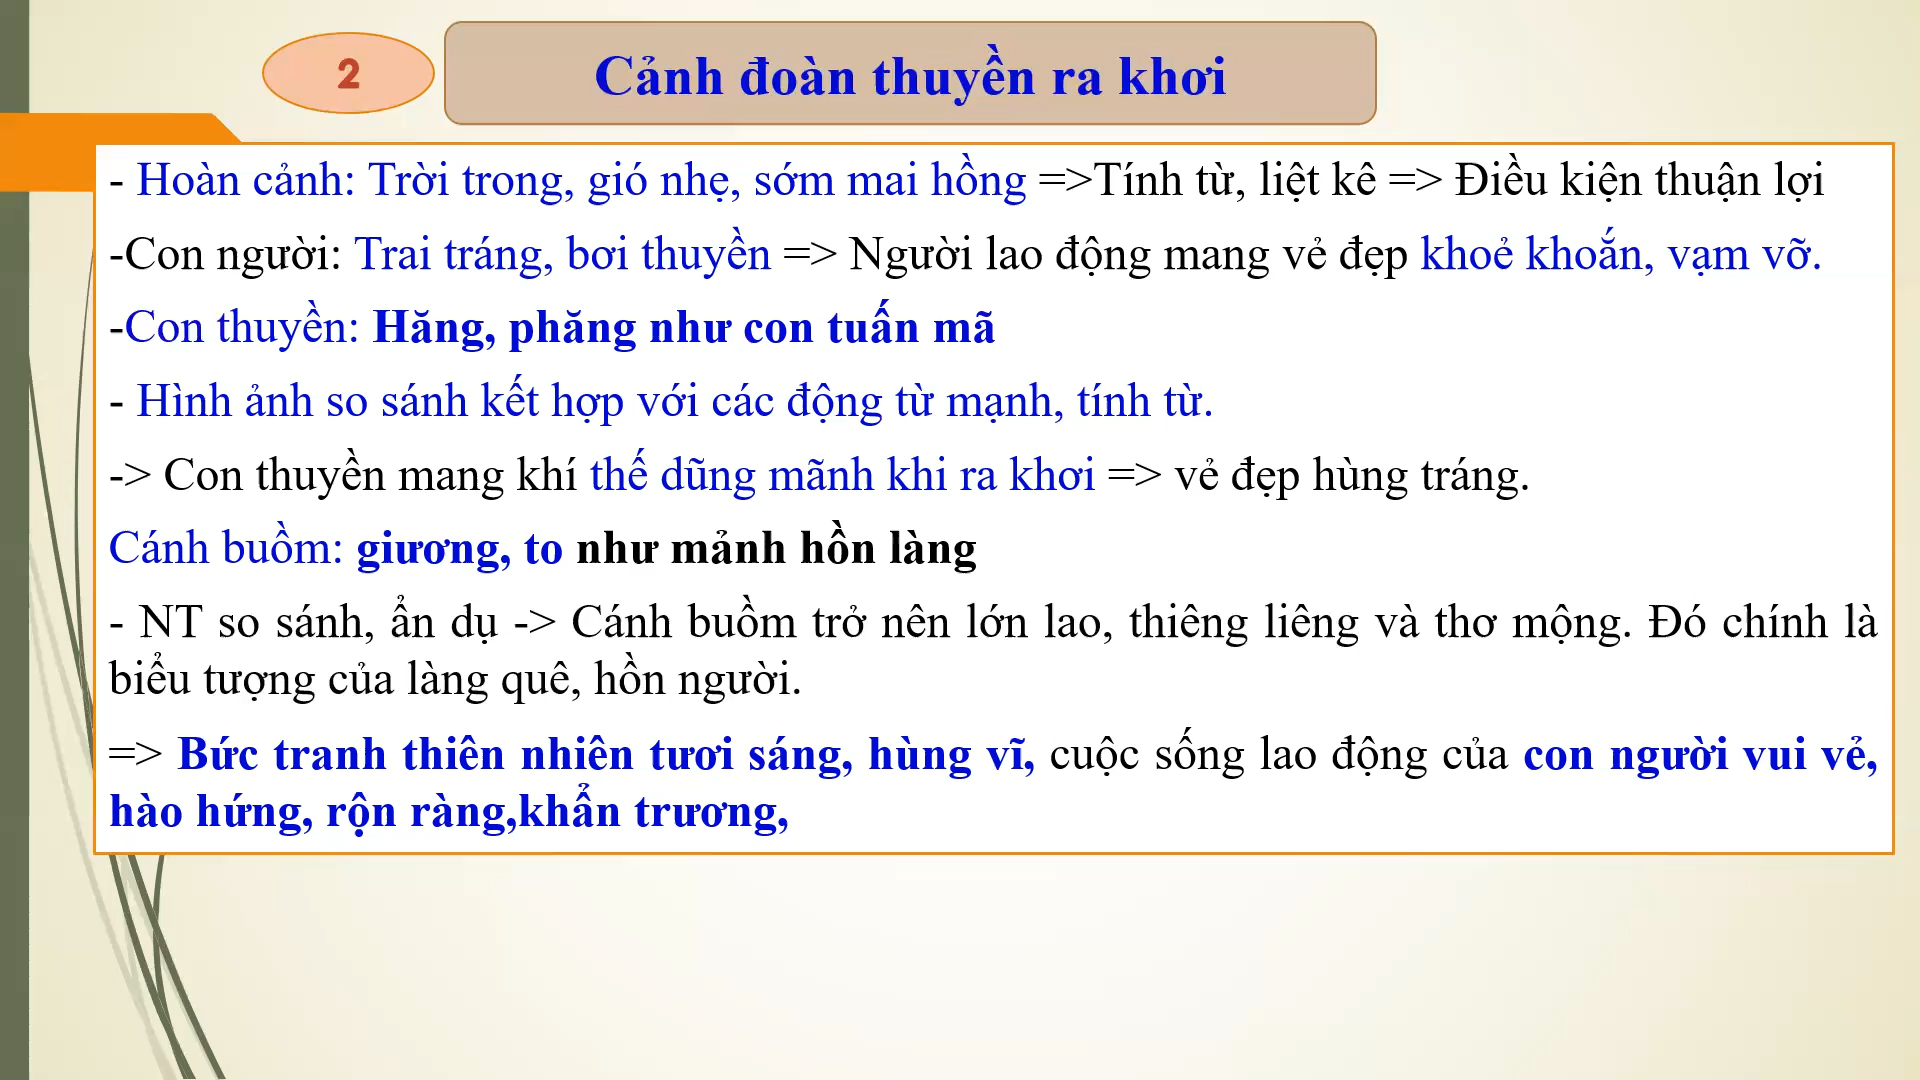 2
Cảnh đoàn thuyền ra khơi
- Hoàn cảnh: Trời trong, gió nhẹ, sớm mai hồng =>Tính từ, liệt kê => Điều kiện thuận lợi
-Con người: Trai tráng, bơi thuyền => Người lao động mang vẻ đẹp khoẻ khoắn, vạm vỡ.
-Con thuyền: Hăng, phăng như con tuấn mã
- Hình ảnh so sánh kết hợp với các động từ mạnh, tính từ.
-> Con thuyền mang khí thế dũng mãnh khi ra khơi => vẻ đẹp hùng tráng.
Cánh buồm: giương, to như mảnh hồn làng
- NT so sánh, ẩn dụ -> Cánh buồm trở nên lớn lao, thiêng liêng và thơ mộng. Đó chính là
biểu tượng của làng quê, hồn người.
=> Bức tranh thiên nhiên tươi sáng, hùng vĩ, cuộc sống lao động của con người vui vẻ,
hào hứng, rộn ràng,khẩn trương,